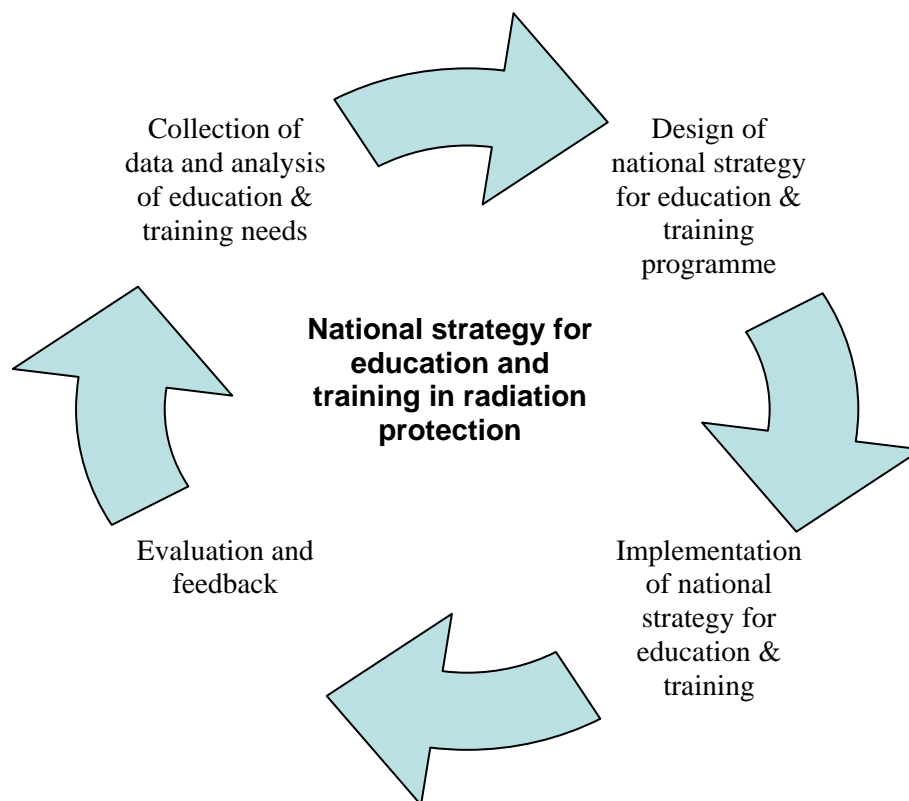 Collection of
data and analysis
of education &
training needs
Design of
national strategy
for education &
training
programme
National strategy for
education and
training in radiation
protection
Evaluation and
feedback
Implementation
of national
strategy for
education &
training